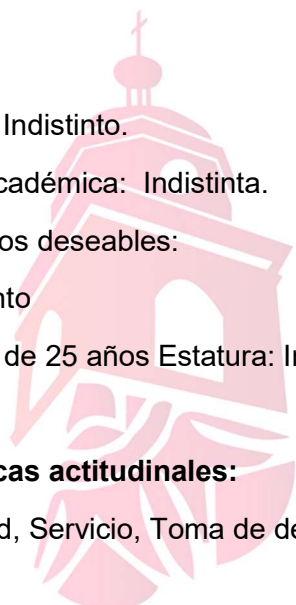 Indistinto.
cadémica: Indistinta.
os deseables:
nto
de 25 años Estatura: In
cas actitudinales:
d, Servicio, Toma de de